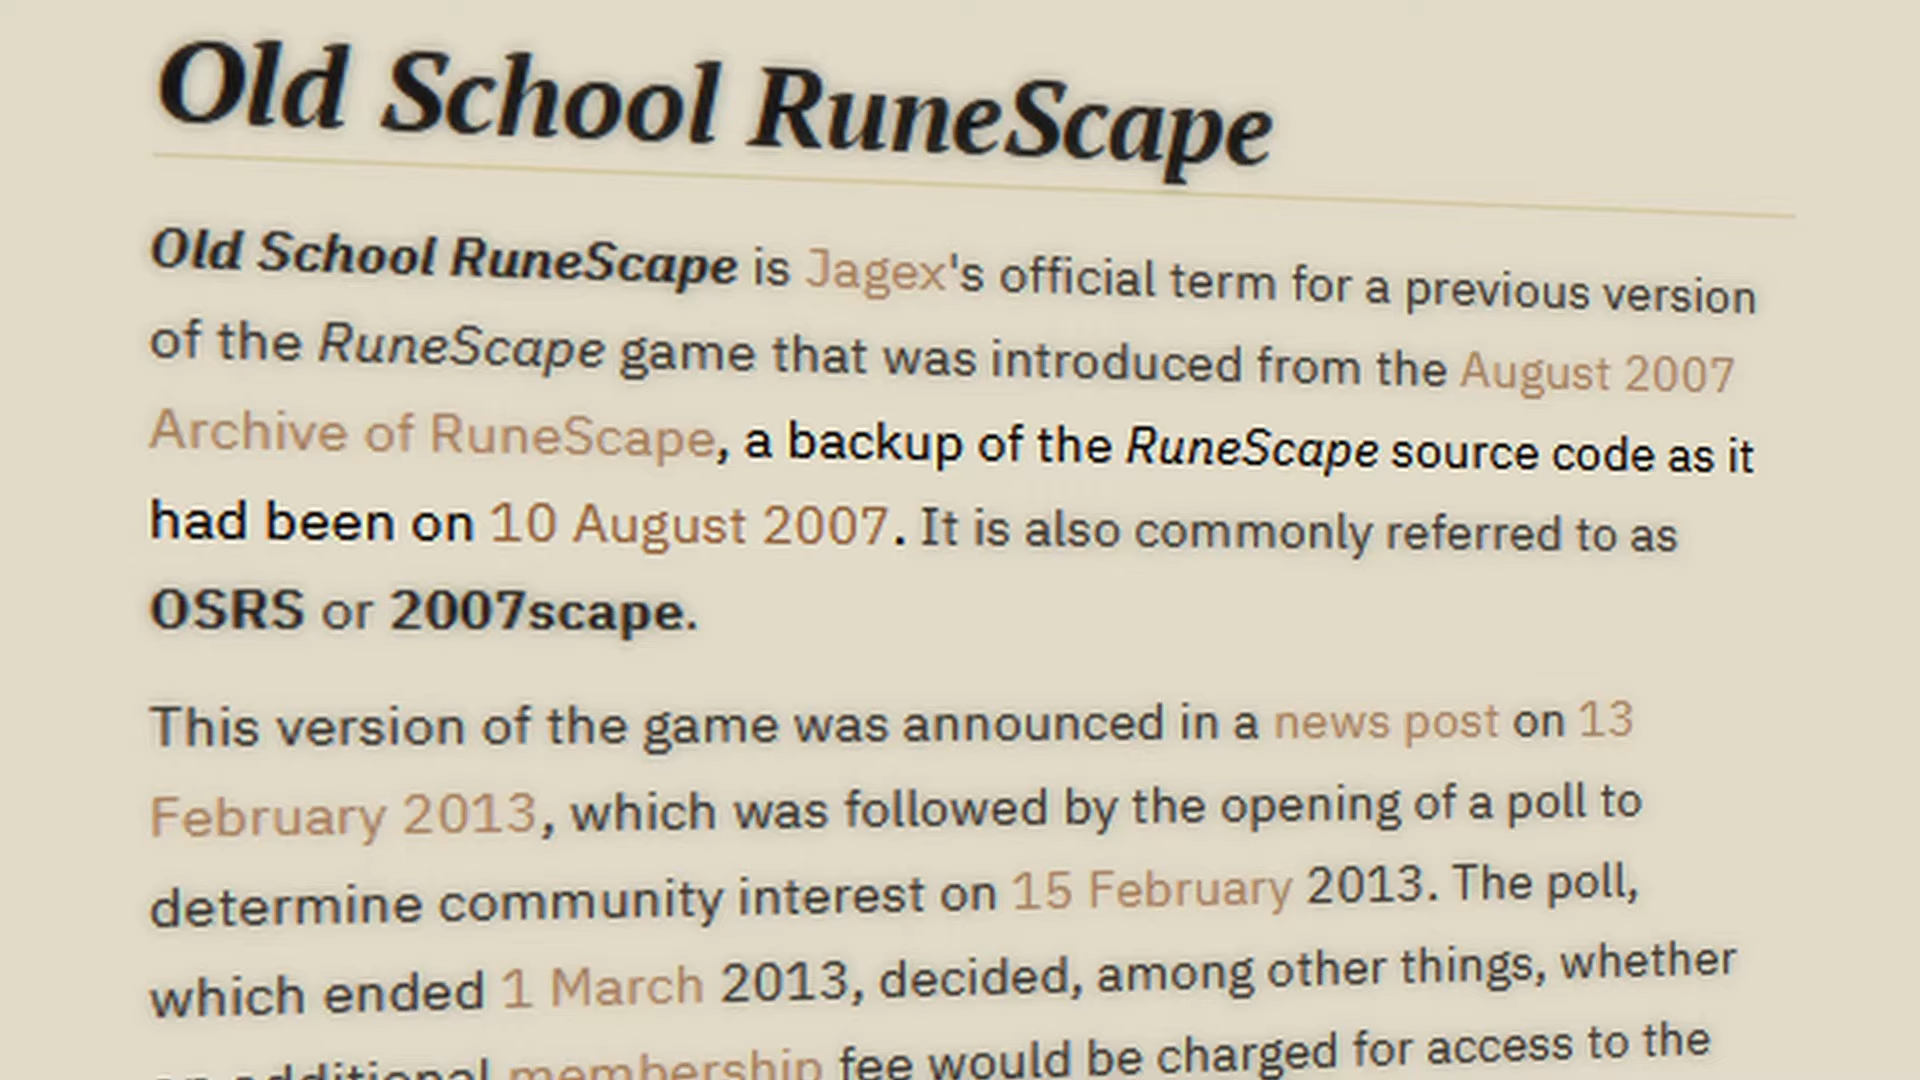 Old School RuneScape
Old School RuneScape is Jagex's official term for a previous version
of the RuneScape game that was introduced from the August 2007
Archive of RuneScape, a backup of the RuneScape source code as it
had been on 10 August 2007. It is also commonly referred to as
OSRS or 2007scape.
This version of the game was announced in a news post on 13
February 2013, which was followed by the opening of a poll to
determine community interest on 15 February 2013. The poll,
which ended 1 March 2013, decided, among other things, whether
an additional membership fee would be charged for access to the